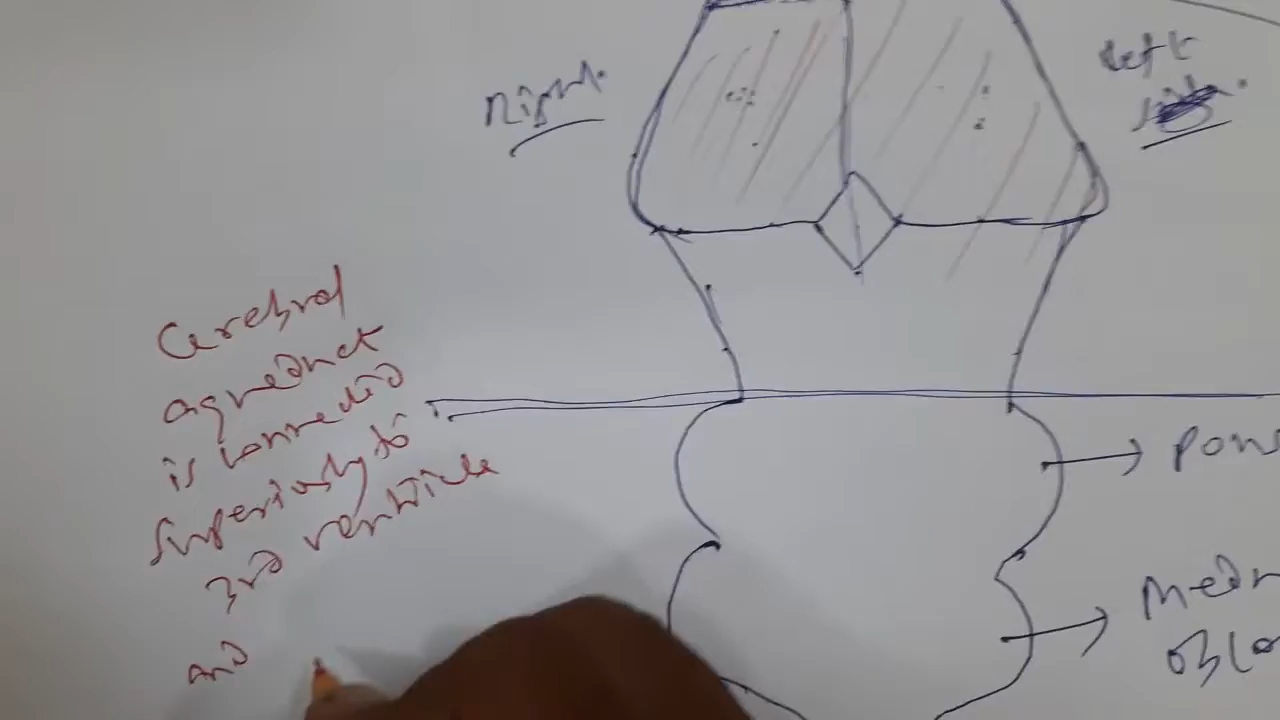 Right.
left
Cerebral
aqueduct
is connected
superiorly to
3rd ventricle
and
Pons
Medu
oblo